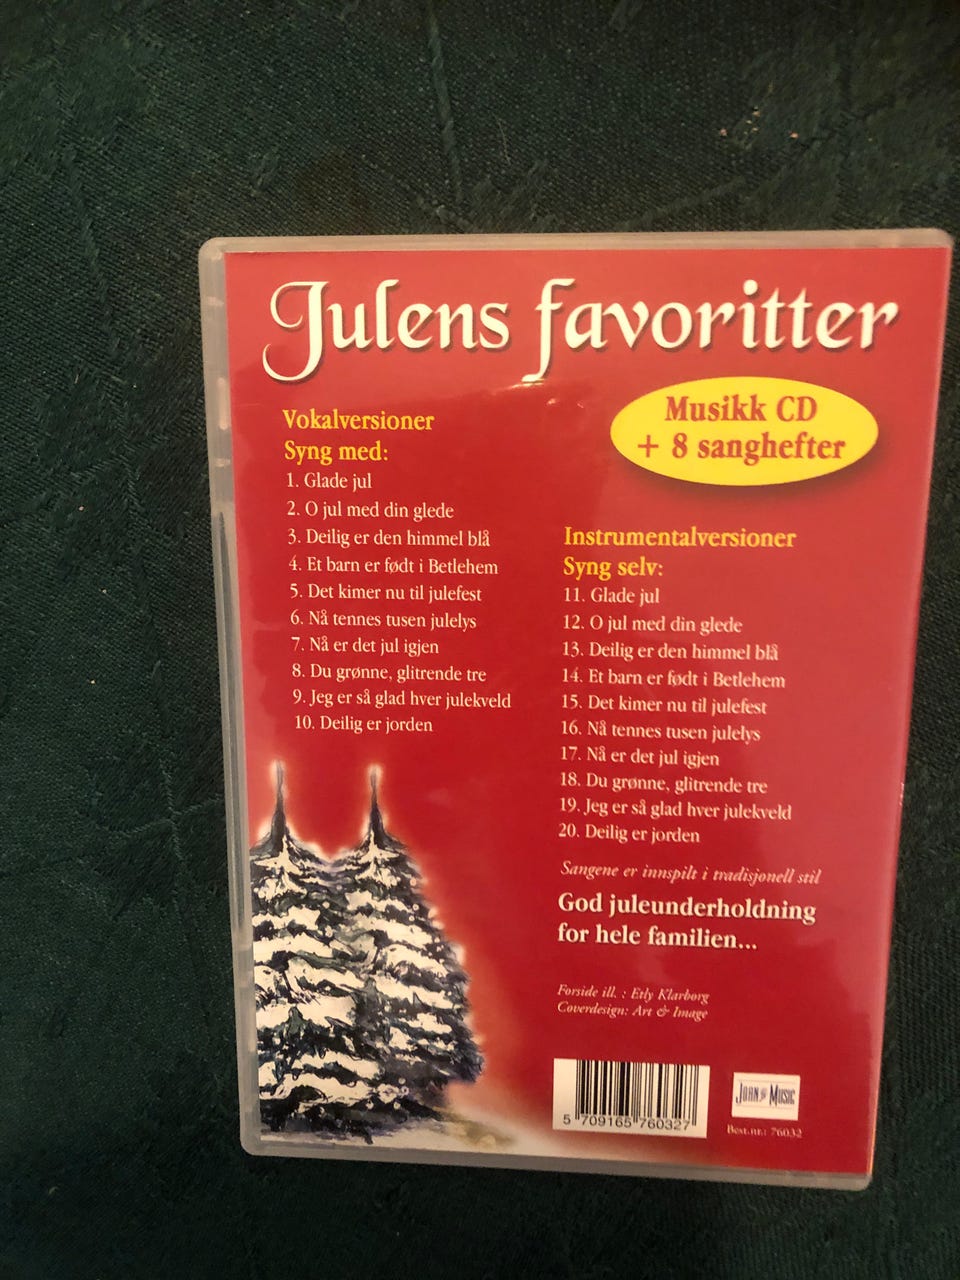 Julens favoritter
Musikk CD
+ 8 sanghefter
Vokalversioner
Syng med:
1. Glade jul
2. O jul med din glede
3. Deilig er den himmel blå
4. Et barn er født i Betlehem
5. Det kimer nu til julefest
6. Nå tennes tusen julelys
7. Nå er det jul igjen
8. Du grønne, glitrende tre
9. Jeg er så glad hver julekveld
10. Deilig er jorden
Instrumentalversioner
Syng selv:
11. Glade jul
12. O jul med din glede
13. Deilig er den himmel blå
14. Et barn er født i Betlehem
15. Det kimer nu til julefest
16. Nå tennes tusen julelys
17. Nå er det jul igjen
18. Du grønne, glitrende tre
19. Jeg er så glad hver julekveld
20. Deilig er jorden
Sangene er innspilt i tradisjonell stil
God juleunderholdning
for hele familien...
Forside ill. : Etly Klarborg
Coverdesign: Art & Image
5 709165 760327
Music
Best.nr.: 76032